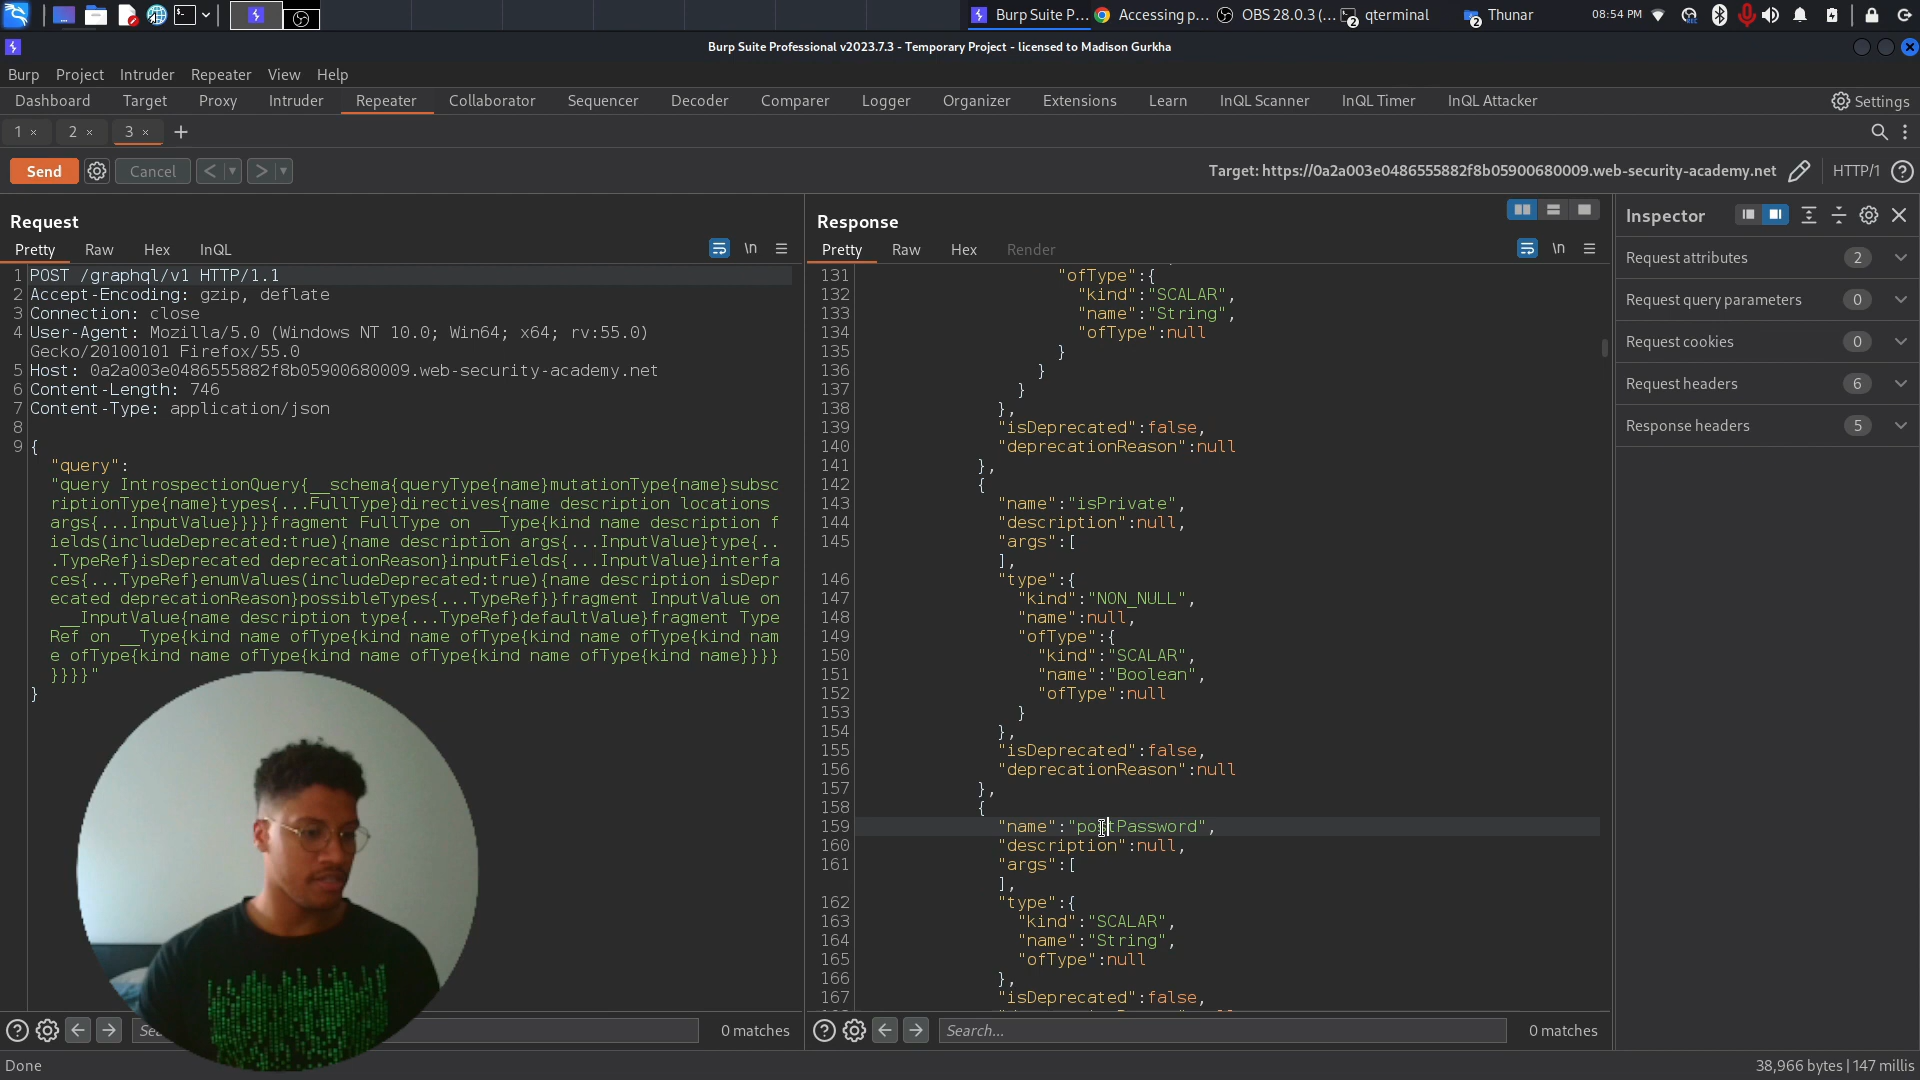 Burp Suite P...
Accessing p...
OBS 28.0.3 (...
2
qterminal
2
Thunar
08:54 PM
Burp Suite Professional v2023.7.3 - Temporary Project - licensed to Madison Gurkha
Burp Project Intruder Repeater View Help
Dashboard Target Proxy Intruder Repeater Collaborator Sequencer Decoder Comparer Logger Organizer Extensions Learn InQL Scanner InQL Timer InQL Attacker Settings
1 × 2 × 3 × +
Send Cancel < > Target: https://0a2a003e0486555882f8b05900680009.web-security-academy.net HTTP/1 ?
Request
Pretty Raw Hex InQL \n
1 POST /graphql/v1 HTTP/1.1
2 Accept-Encoding: gzip, deflate
3 Connection: close
4 User-Agent: Mozilla/5.0 (Windows NT 10.0; Win64; x64; rv:55.0)
Gecko/20100101 Firefox/55.0
5 Host: 0a2a003e0486555882f8b05900680009.web-security-academy.net
6 Content-Length: 746
7 Content-Type: application/json
8
9 {
"query":
"query IntrospectionQuery{__schema{queryType{name}mutationType{name}subsc
riptionType{name}types{...FullType}directives{name description locations
args{...InputValue}}}}fragment FullType on __Type{kind name description f
ields(includeDeprecated:true){name description args{...InputValue}type{..
.TypeRef}isDeprecated deprecationReason}inputFields{...InputValue}interfa
ces{...TypeRef}enumValues(includeDeprecated:true){name description isDepr
ecated deprecationReason}possibleTypes{...TypeRef}}fragment InputValue on
__InputValue{name description type{...TypeRef}defaultValue}fragment Type
Ref on __Type{kind name ofType{kind name ofType{kind name ofType{kind nam
e ofType{kind name ofType{kind name ofType{kind name ofType{kind name}}}}
}}}}"
}
0 matches
Response
Pretty Raw Hex Render \n
131 "ofType":{
132 "kind":"SCALAR",
133 "name":"String",
134 "ofType":null
135 }
136 }
137 }
138 },
139 "isDeprecated":false,
140 "deprecationReason":null
141 },
142 {
143 "name":"isPrivate",
144 "description":null,
145 "args":[
],
146 "type":{
147 "kind":"NON_NULL",
148 "name":null,
149 "ofType":{
150 "kind":"SCALAR",
151 "name":"Boolean",
152 "ofType":null
153 }
154 },
155 "isDeprecated":false,
156 "deprecationReason":null
157 },
158 {
159 "name":"postPassword",
160 "description":null,
161 "args":[
],
162 "type":{
163 "kind":"SCALAR",
164 "name":"String",
165 "ofType":null
166 },
167 "isDeprecated":false,
Search... 0 matches
Inspector
Request attributes 2
Request query parameters 0
Request cookies 0
Request headers 6
Response headers 5
Done
38,966 bytes | 147 millis